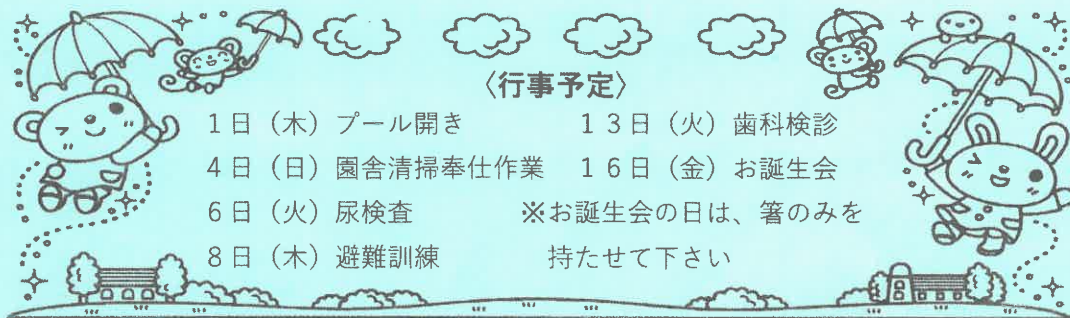 〈行事予定〉
1日（木）プール開き
4日（日）園舎清掃奉仕作業
6日（火）尿検査
8日（木）避難訓練
13日（火）歯科検診
16日（金）お誕生会
※お誕生会の日は、箸のみを
持たせて下さい